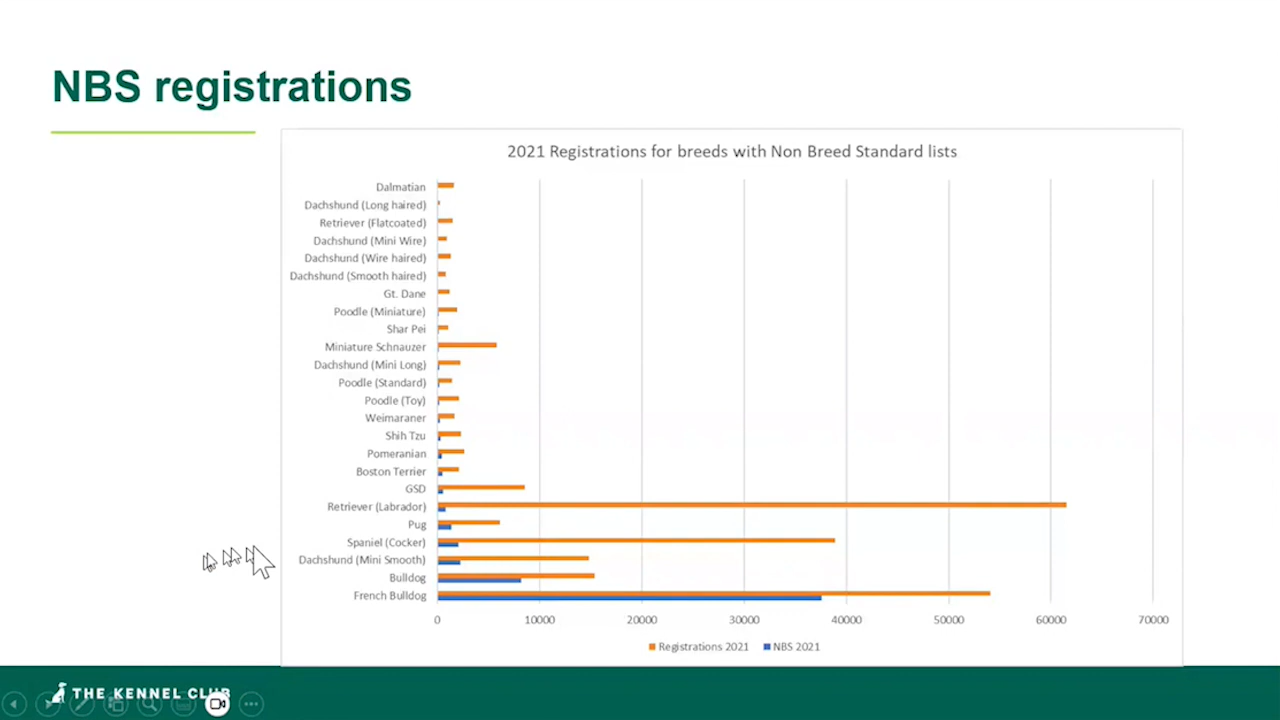 NBS registrations
2021 Registrations for breeds with Non Breed Standard lists
Dalmatian
Dachshund (Long haired)
Retriever (Flatcoated)
Dachshund (Mini Wire)
Dachshund (Wire haired)
Dachshund (Smooth haired)
Gt. Dane
Poodle (Miniature)
Shar Pei
Miniature Schnauzer
Dachshund (Mini Long)
Poodle (Standard)
Poodle (Toy)
Weimaraner
Shih Tzu
Pomeranian
Boston Terrier
GSD
Retriever (Labrador)
Pug
Spaniel (Cocker)
Dachshund (Mini Smooth)
Bulldog
French Bulldog
0 10000 20000 30000 40000 50000 60000 70000
Registrations 2021 NBS 2021
THE KENNEL CLUB